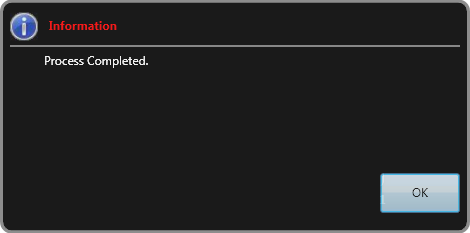 Information
Process Completed.
OK